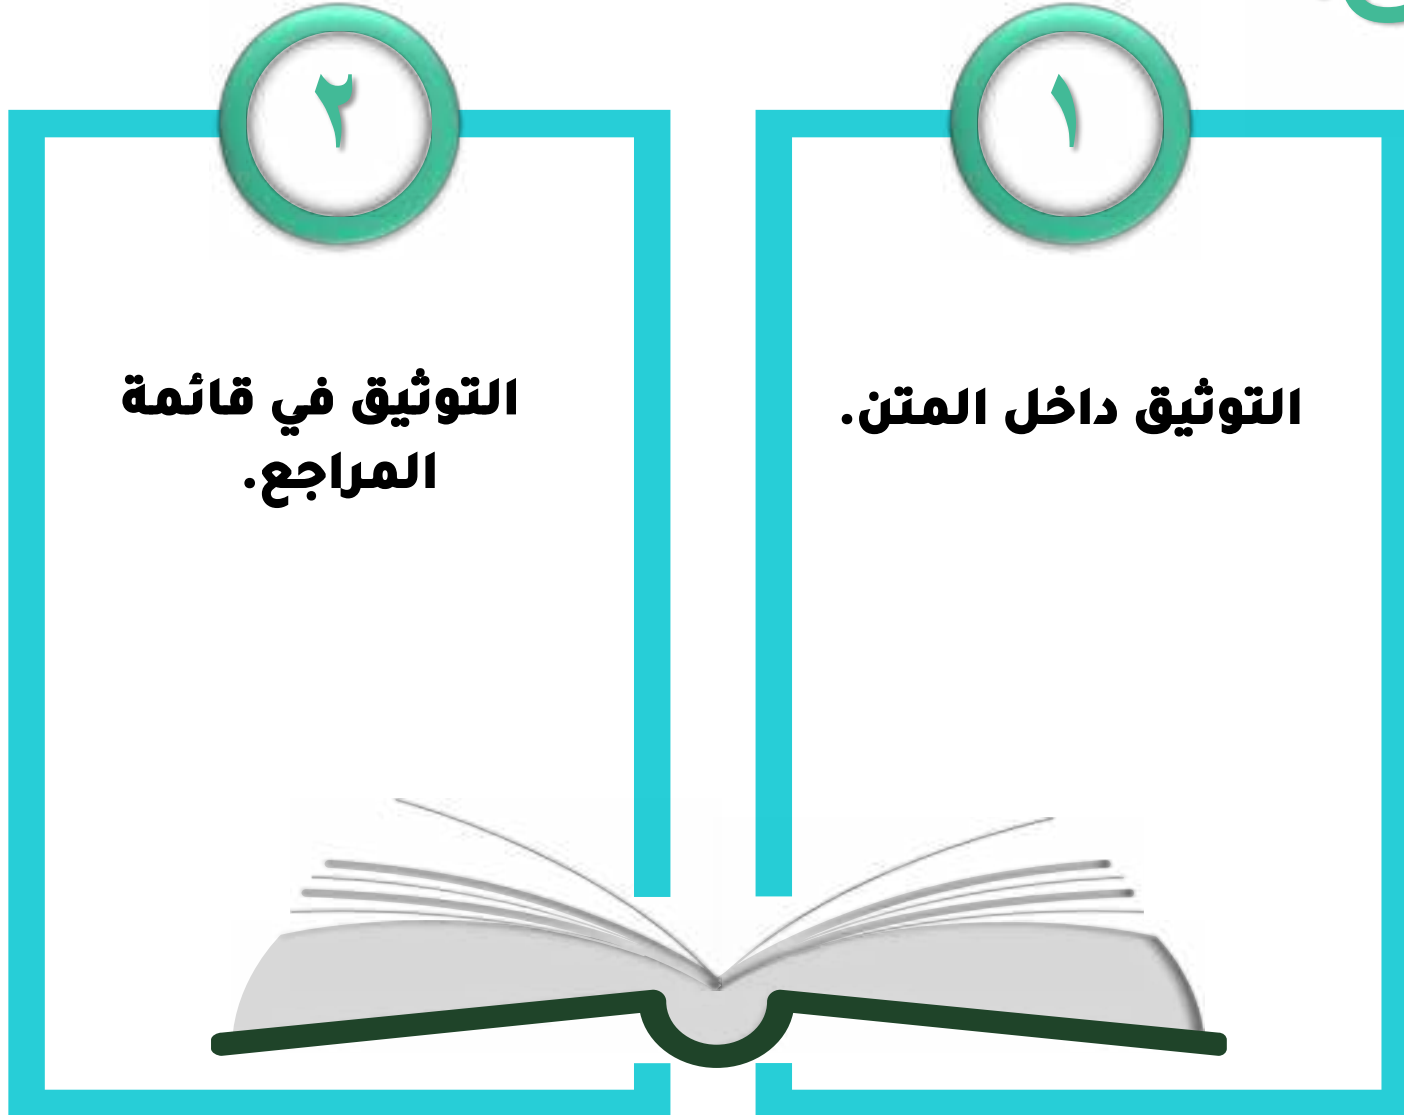 ١
التوثيق داخل المتن.
٢
التوثيق في قائمة
المراجع.